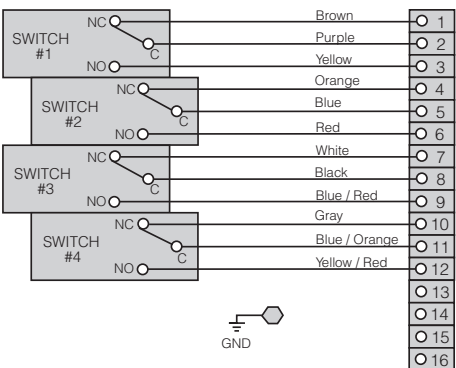 NC Brown 1
SWITCH #1 C Purple 2
NO Yellow 3
NC Orange 4
SWITCH #2 C Blue 5
NO Red 6
NC White 7
SWITCH #3 C Black 8
NO Blue / Red 9
NC Gray 10
SWITCH #4 C Blue / Orange 11
NO Yellow / Red 12
13
14
GND 15
16